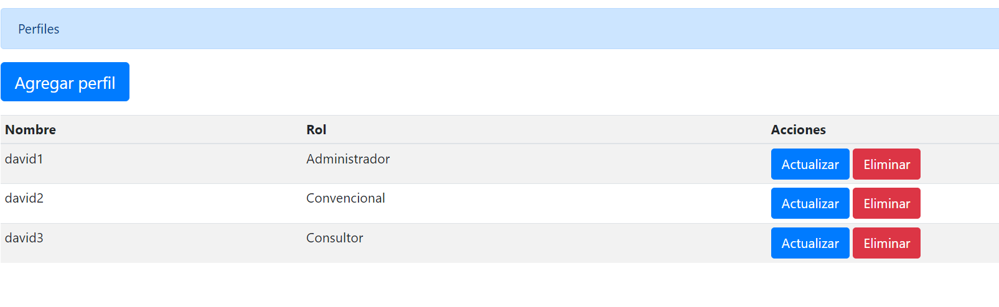 Perfiles
Agregar perfil
Nombre Rol Acciones
david1 Administrador Actualizar Eliminar
david2 Convencional Actualizar Eliminar
david3 Consultor Actualizar Eliminar